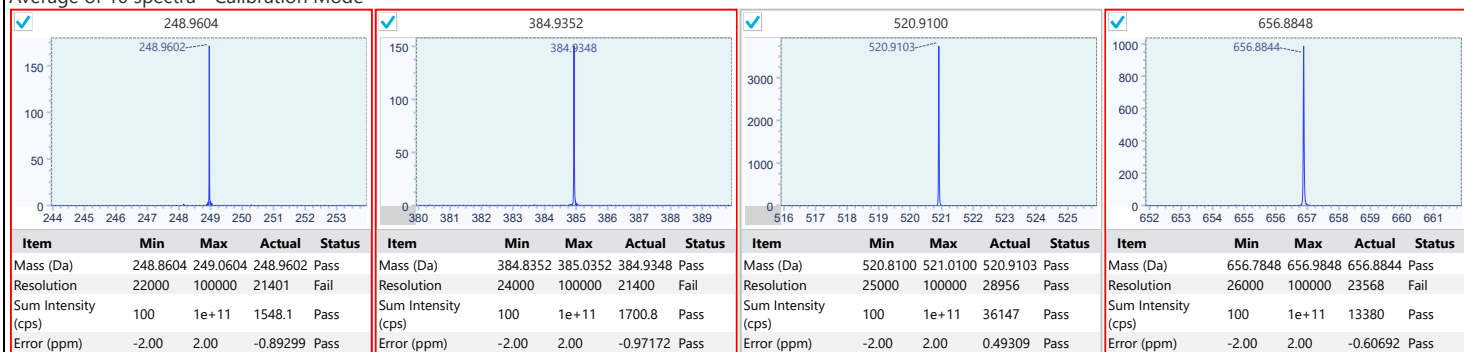 Average of 10 spectra - Calibration Mode
248.9604
248.9602
150
100
50
0
244 245 246 247 248 249 250 251 252 253
Item Min Max Actual Status
Mass (Da) 248.8604 249.0604 248.9602 Pass
Resolution 22000 100000 21401 Fail
Sum Intensity (cps) 100 1e+11 1548.1 Pass
Error (ppm) -2.00 2.00 -0.89299 Pass
384.9352
384.9348
150
100
50
0
380 381 382 383 384 385 386 387 388 389
Item Min Max Actual Status
Mass (Da) 384.8352 385.0352 384.9348 Pass
Resolution 24000 100000 21400 Fail
Sum Intensity (cps) 100 1e+11 1700.8 Pass
Error (ppm) -2.00 2.00 -0.97172 Pass
520.9100
520.9103
3000
2000
1000
0
516 517 518 519 520 521 522 523 524 525
Item Min Max Actual Status
Mass (Da) 520.8100 521.0100 520.9103 Pass
Resolution 25000 100000 28956 Pass
Sum Intensity (cps) 100 1e+11 36147 Pass
Error (ppm) -2.00 2.00 0.49309 Pass
656.8848
656.8844
1000
800
600
400
200
0
652 653 654 655 656 657 658 659 660 661
Item Min Max Actual Status
Mass (Da) 656.7848 656.9848 656.8844 Pass
Resolution 26000 100000 23568 Fail
Sum Intensity (cps) 100 1e+11 13380 Pass
Error (ppm) -2.00 2.00 -0.60692 Pass